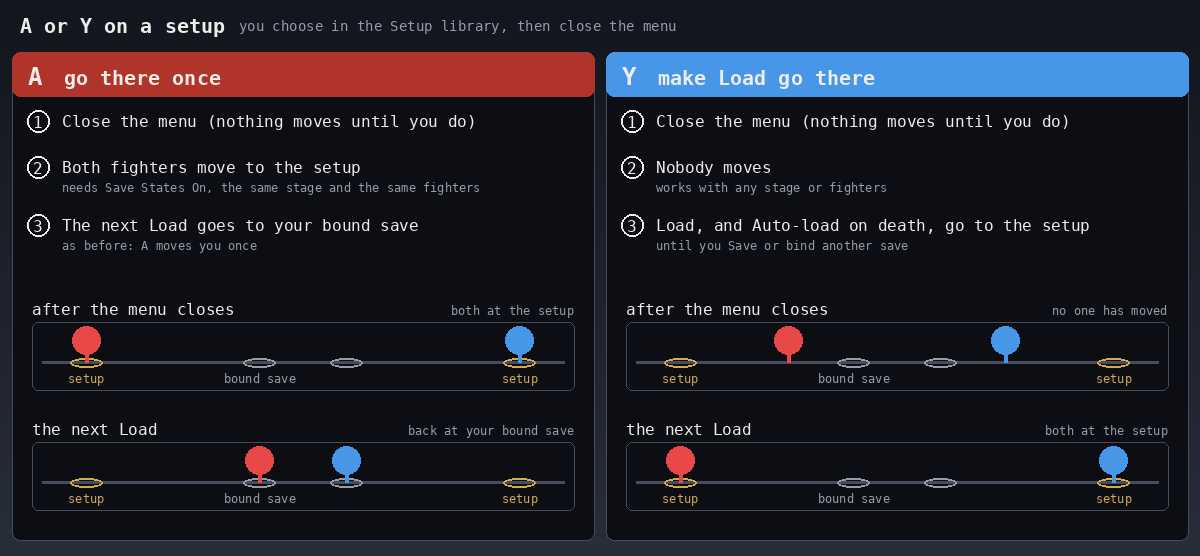 A or Y on a setup you choose in the Setup library, then close the menu
A go there once
1 Close the menu (nothing moves until you do)
2 Both fighters move to the setup
needs Save States On, the same stage and the same fighters
3 The next Load goes to your bound save
as before: A moves you once
after the menu closes both at the setup
setup bound save setup
the next Load back at your bound save
setup bound save setup
Y make Load go there
1 Close the menu (nothing moves until you do)
2 Nobody moves
works with any stage or fighters
3 Load, and Auto-load on death, go to the setup
until you Save or bind another save
after the menu closes no one has moved
setup bound save setup
the next Load both at the setup
setup bound save setup